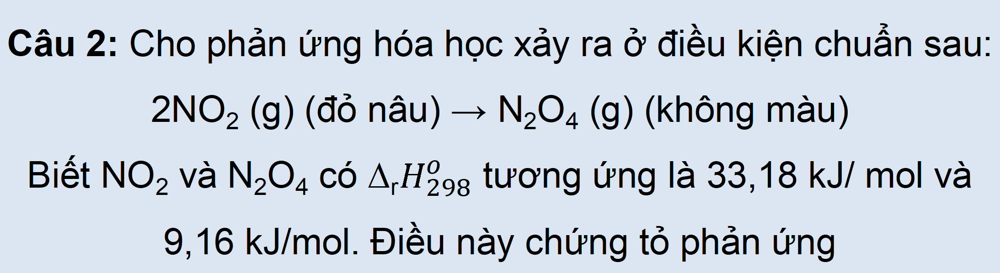 Câu 2: Cho phản ứng hóa học xảy ra ở điều kiện chuẩn sau:
2NO₂ (g) (đỏ nâu) → N₂O₄ (g) (không màu)
Biết NO₂ và N₂O₄ có ΔᵣH°₂₉₈ tương ứng là 33,18 kJ/ mol và
9,16 kJ/mol. Điều này chứng tỏ phản ứng